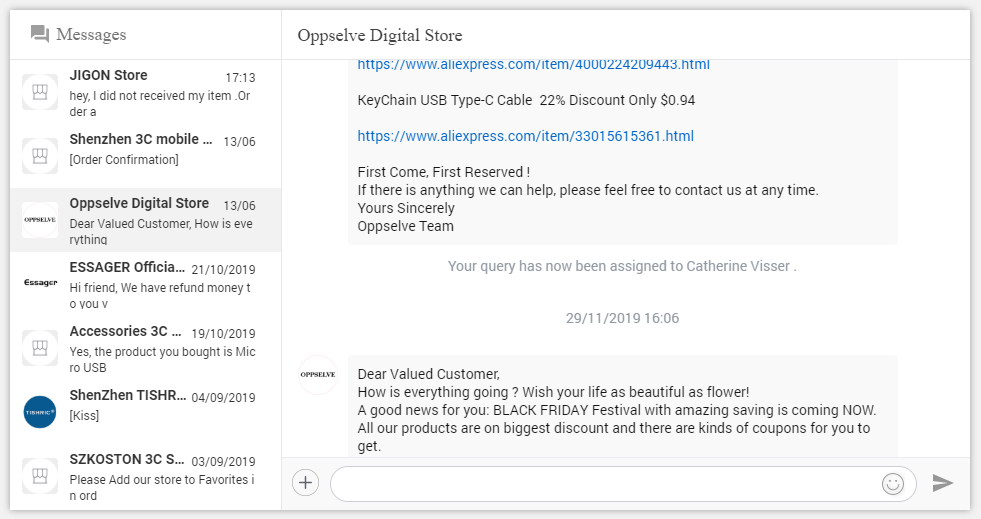 Messages
JIGON Store 17:13
hey, I did not received my item .Or
der a
Shenzhen 3C mobile ... 13/06
[Order Confirmation]
OPPSELVE
Oppselve Digital Store 13/06
Dear Valued Customer, How is eve
rything
Essager
ESSAGER Officia... 21/10/2019
Hi friend, We have refund money t
o you v
Accessories 3C ... 19/10/2019
Yes, the product you bought is Mic
ro USB
TISHRIC
ShenZhen TISHR... 04/09/2019
[Kiss]
SZKOSTON 3C S... 03/09/2019
Please Add our store to Favorites i
n ord
Oppselve Digital Store
https://www.aliexpress.com/item/4000224209443.html
KeyChain USB Type-C Cable  22% Discount Only $0.94
https://www.aliexpress.com/item/33015615361.html
First Come, First Reserved !
If there is anything we can help, please feel free to contact us at any time.
Yours Sincerely
Oppselve Team
Your query has now been assigned to Catherine Visser .
29/11/2019 16:06
OPPSELVE
Dear Valued Customer,
How is everything going ? Wish your life as beautiful as flower!
A good news for you: BLACK FRIDAY Festival with amazing saving is coming NOW.
All our products are on biggest discount and there are kinds of coupons for you to
get.